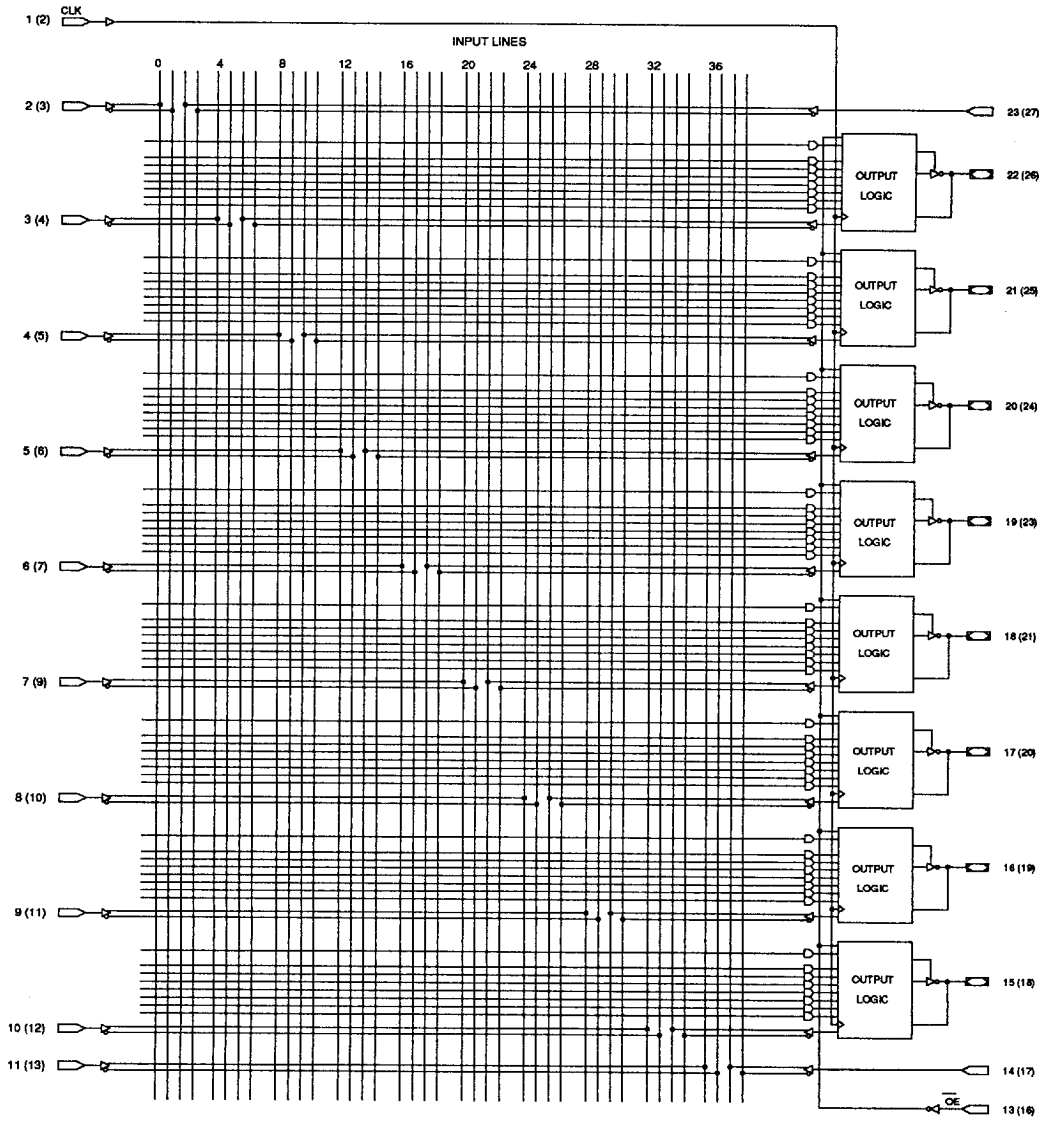 CLK
1 (2)
INPUT LINES
0 4 8 12 16 20 24 28 32 36
2 (3)
23 (27)
OUTPUT
LOGIC
22 (26)
3 (4)
OUTPUT
LOGIC
21 (25)
4 (5)
OUTPUT
LOGIC
20 (24)
5 (6)
OUTPUT
LOGIC
19 (23)
6 (7)
OUTPUT
LOGIC
18 (21)
7 (9)
OUTPUT
LOGIC
17 (20)
8 (10)
OUTPUT
LOGIC
16 (19)
9 (11)
OUTPUT
LOGIC
15 (18)
10 (12)
11 (13)
14 (17)
OE
13 (16)